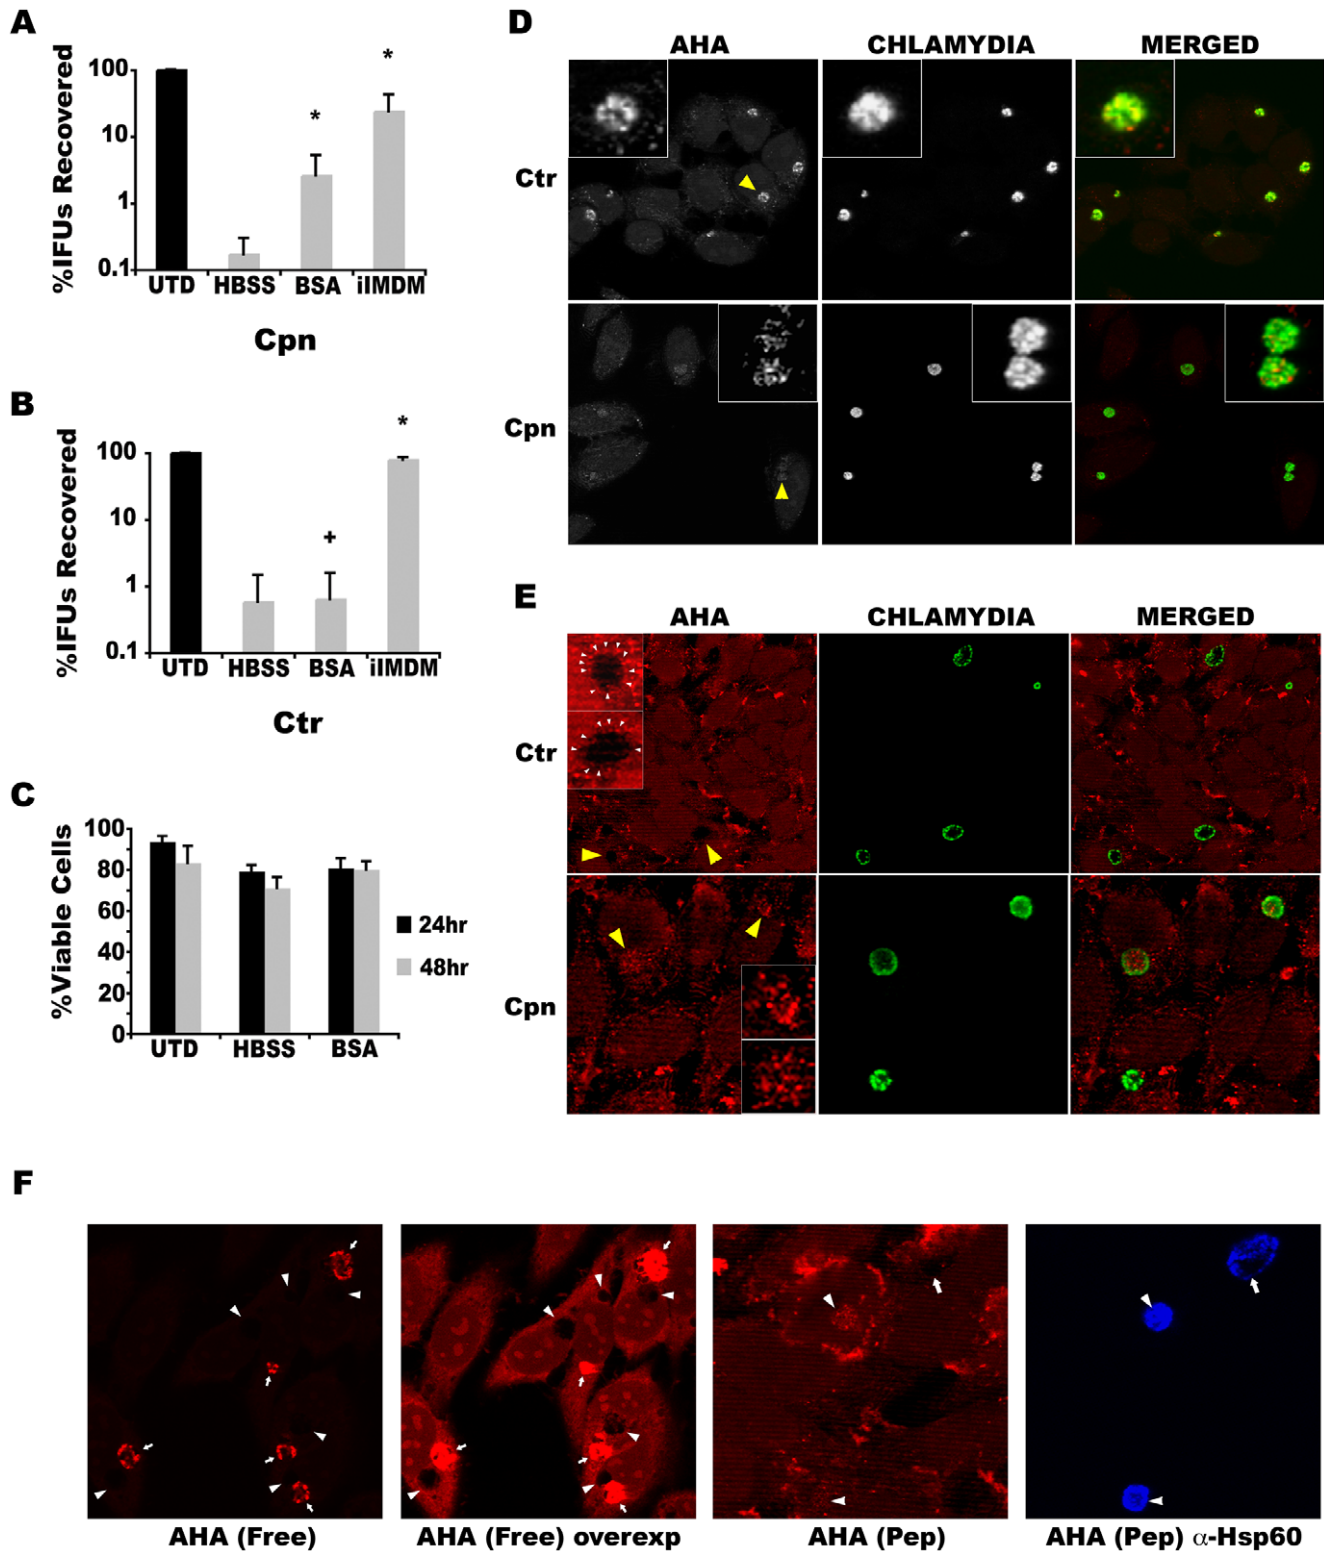 A
%IFUs Recovered
100
10
1
0.1
*
*
UTD HBSS BSA iIMDM
Cpn
B
%IFUs Recovered
100
10
1
0.1
+
*
UTD HBSS BSA iIMDM
Ctr
C
%Viable Cells
100
80
60
40
20
0
24hr
48hr
UTD HBSS BSA
D
AHA CHLAMYDIA MERGED
Ctr
Cpn
E
AHA CHLAMYDIA MERGED
Ctr
Cpn
F
AHA (Free) AHA (Free) overexp AHA (Pep) AHA (Pep) α-Hsp60